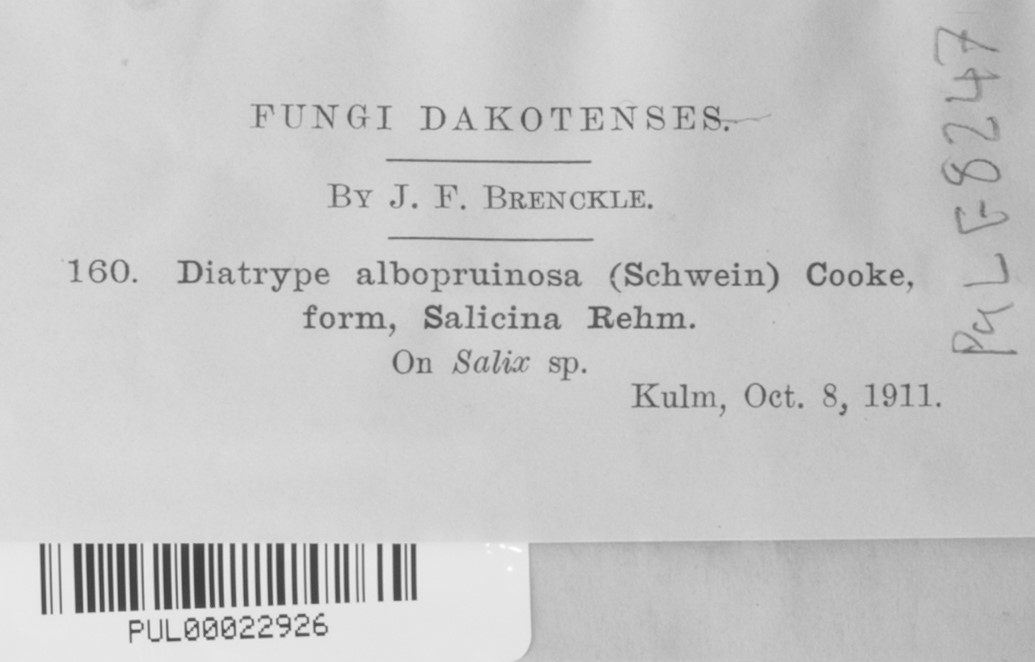 FUNGI DAKOTENSES.
BY J. F. BRENCKLE.
160. Diatrype albopruinosa (Schwein) Cooke,
form, Salicina Rehm.
On Salix sp.
Kulm, Oct. 8, 1911.
PUL F8247
PUL00022926